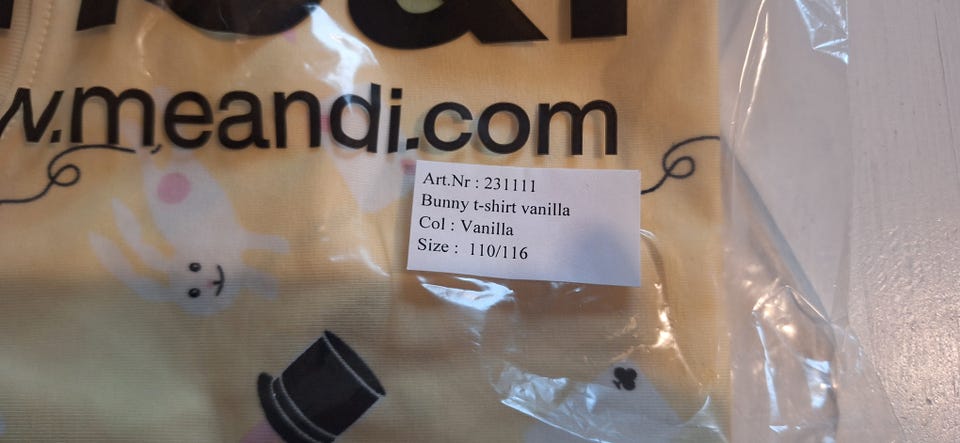 w.meandi.com
Art.Nr : 231111
Bunny t-shirt vanilla
Col : Vanilla
Size : 110/116